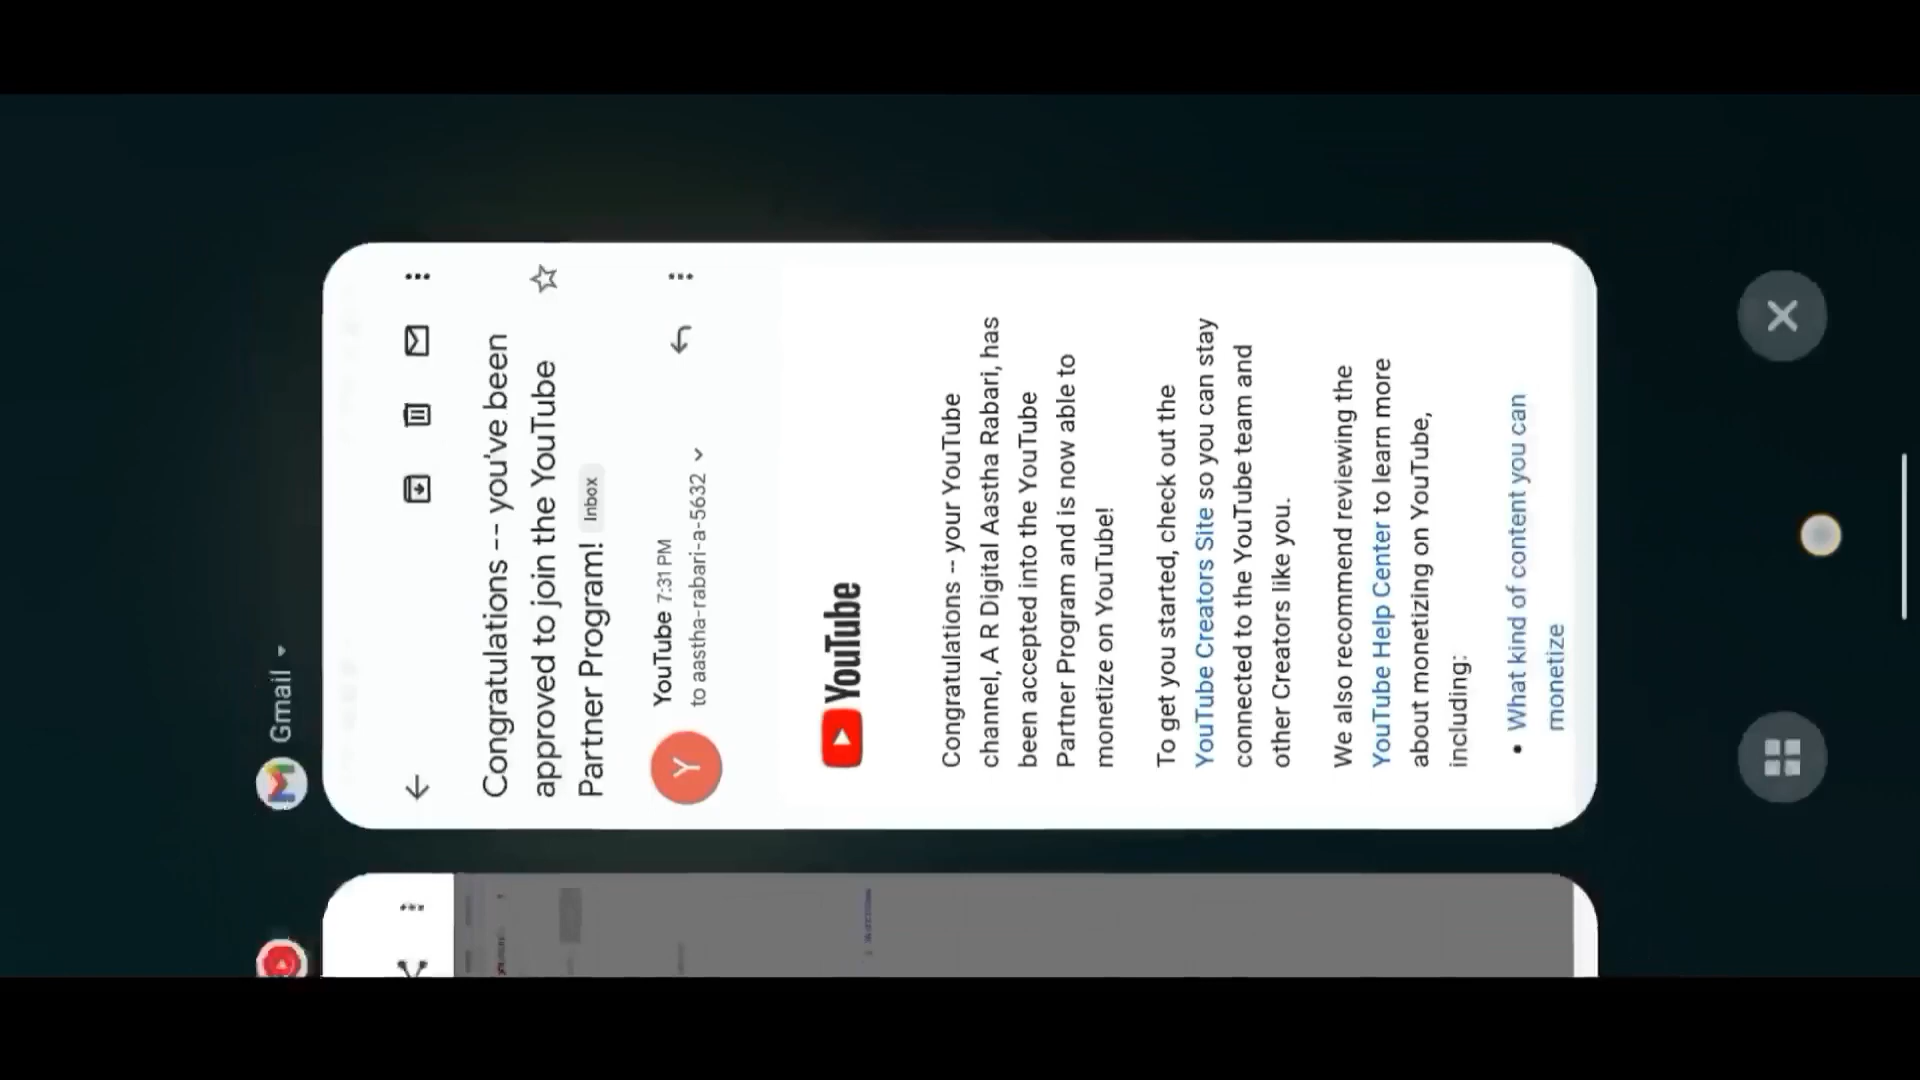 Gmail
Congratulations -- you've been
approved to join the YouTube
Partner Program! Inbox
YouTube 7:31 PM
to aastha-rabari-a-5632
Y
YouTube
Congratulations -- your YouTube
channel, A R Digital Aastha Rabari, has
been accepted into the YouTube
Partner Program and is now able to
monetize on YouTube!
To get you started, check out the
YouTube Creators Site so you can stay
connected to the YouTube team and
other Creators like you.
We also recommend reviewing the
YouTube Help Center to learn more
about monetizing on YouTube,
including:
• What kind of content you can
monetize